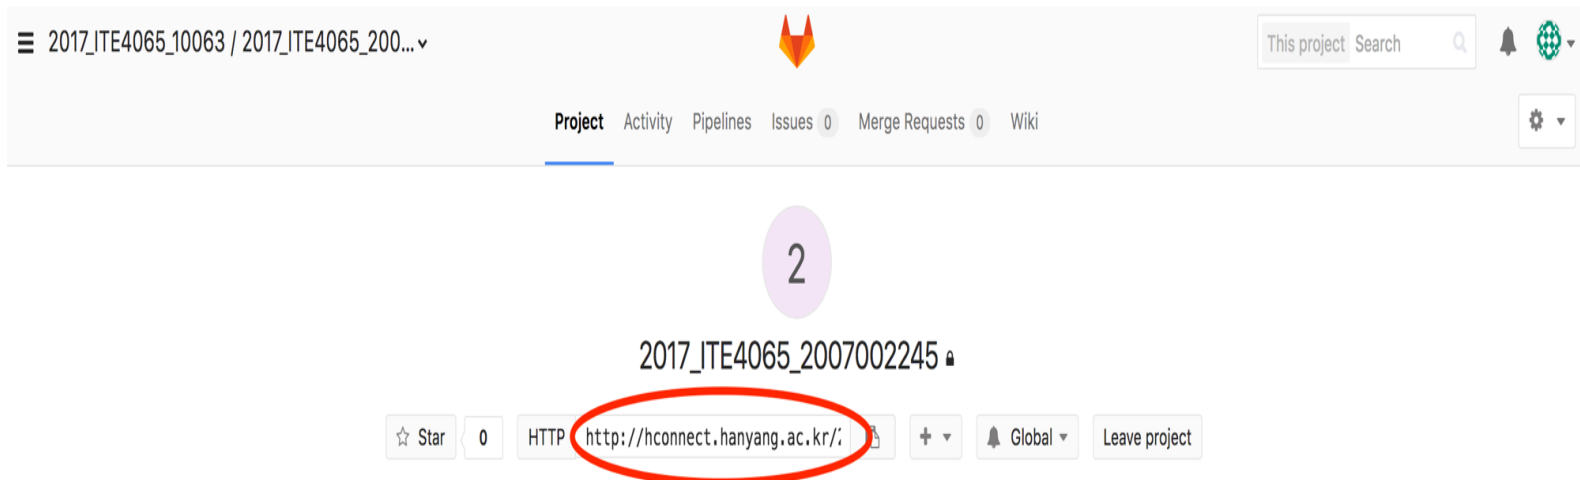 2017_ITE4065_10063 / 2017_ITE4065_200...
This project Search
Project Activity Pipelines Issues 0 Merge Requests 0 Wiki
2
2017_ITE4065_2007002245
Star 0 HTTP http://hconnect.hanyang.ac.kr/ Global Leave project